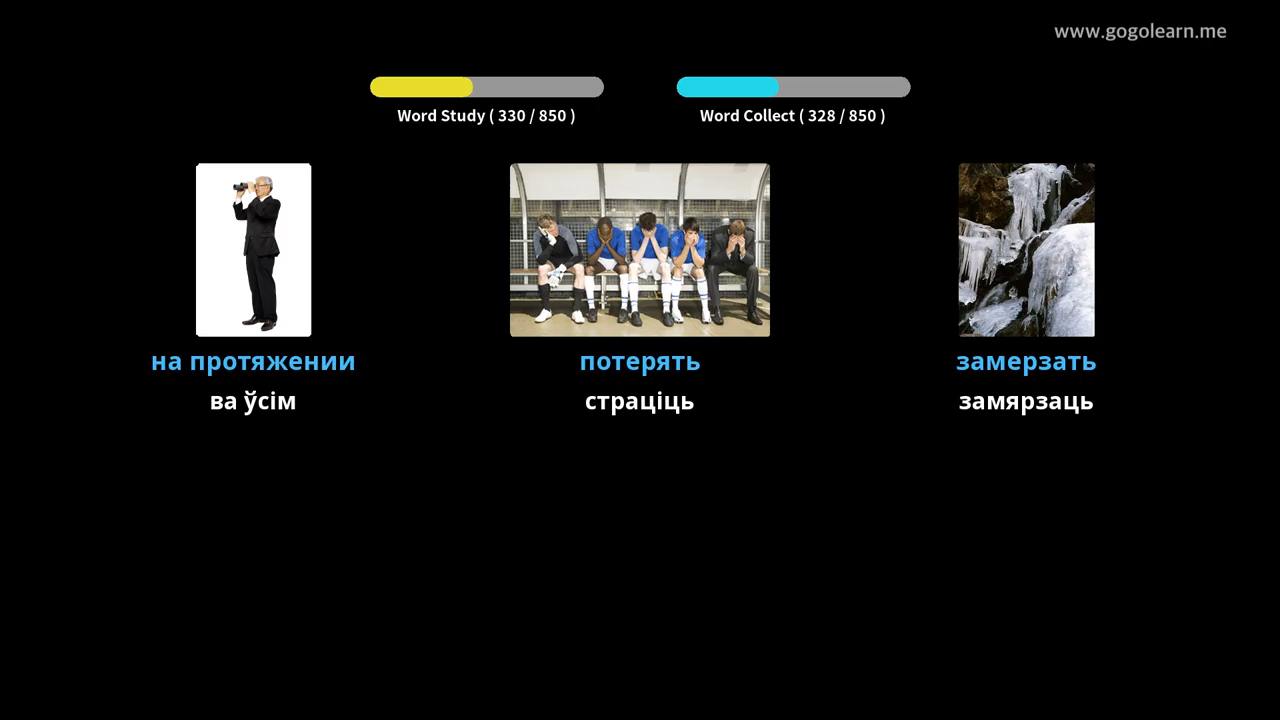 www.gogolearn.me
Word Study ( 330 / 850 )
Word Collect ( 328 / 850 )
на протяжении
потерять
замерзать
ва ўсім
страціць
замярзаць